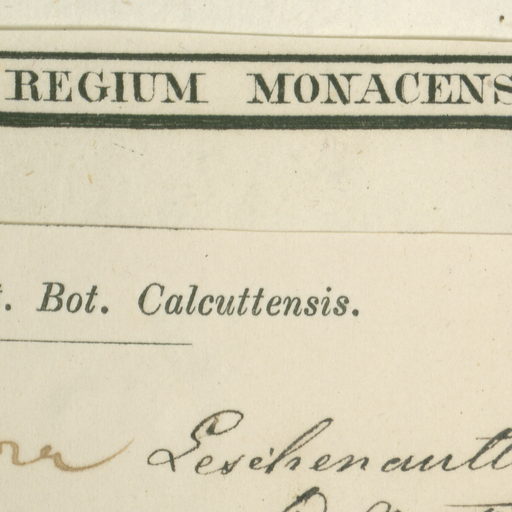 REGIUM MONACENS
. Bot. Calcuttensis.
Leschenault